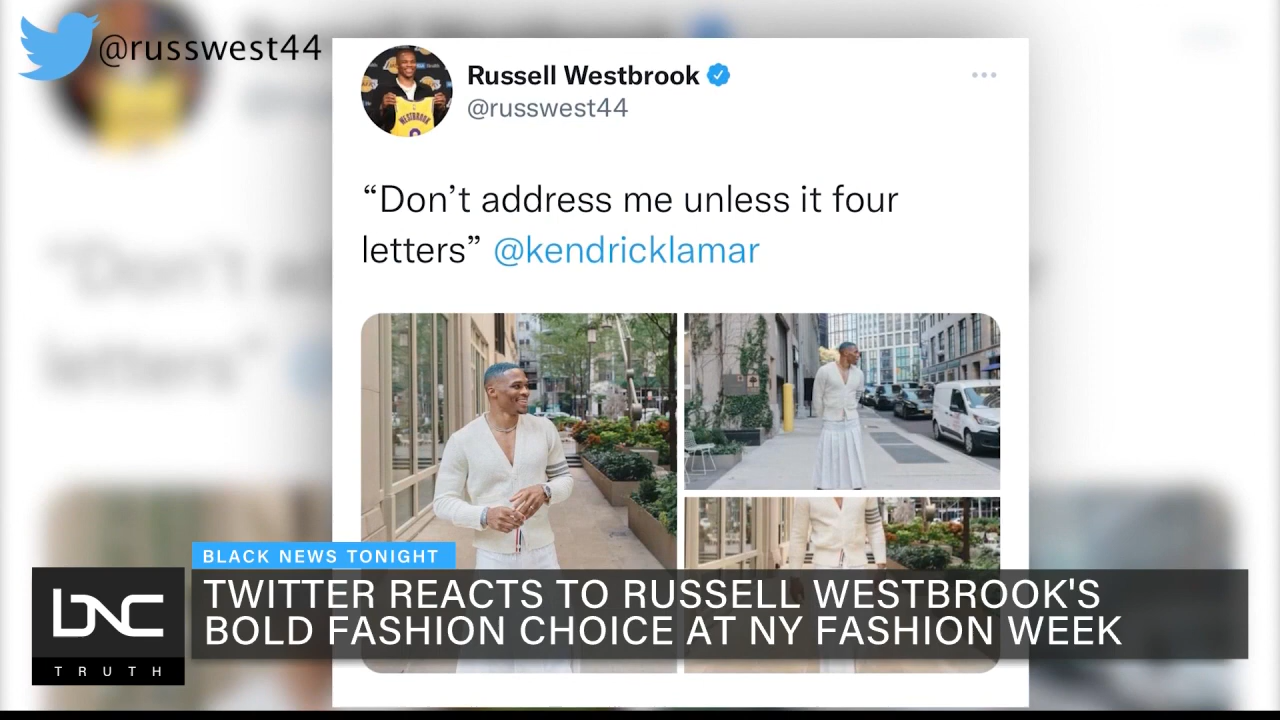 @russwest44
Russell Westbrook
@russwest44
“Don’t address me unless it four
letters” @kendricklamar
BLACK NEWS TONIGHT
TWITTER REACTS TO RUSSELL WESTBROOK'S
BOLD FASHION CHOICE AT NY FASHION WEEK
BNC
TRUTH